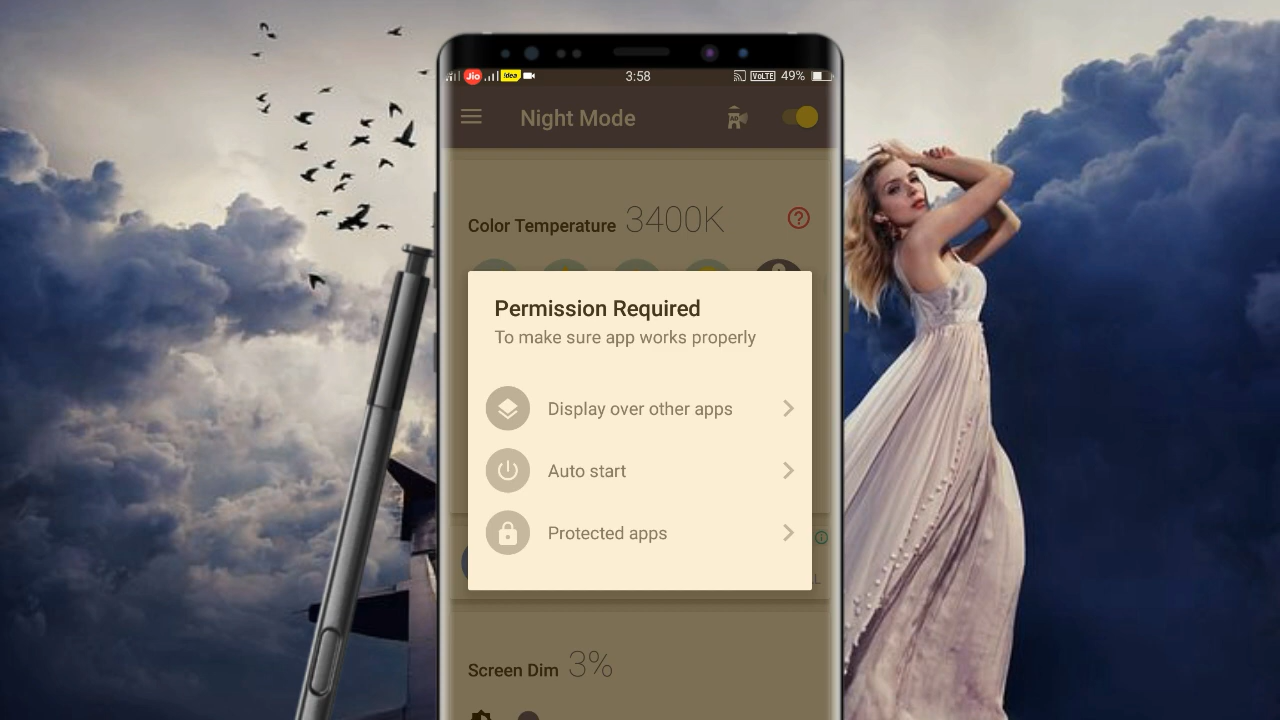 Jio
!dea
3:58
VoLTE
49%
Night Mode
Color Temperature 3400K
?
Permission Required
To make sure app works properly
Display over other apps
Auto start
Protected apps
L
Screen Dim 3%